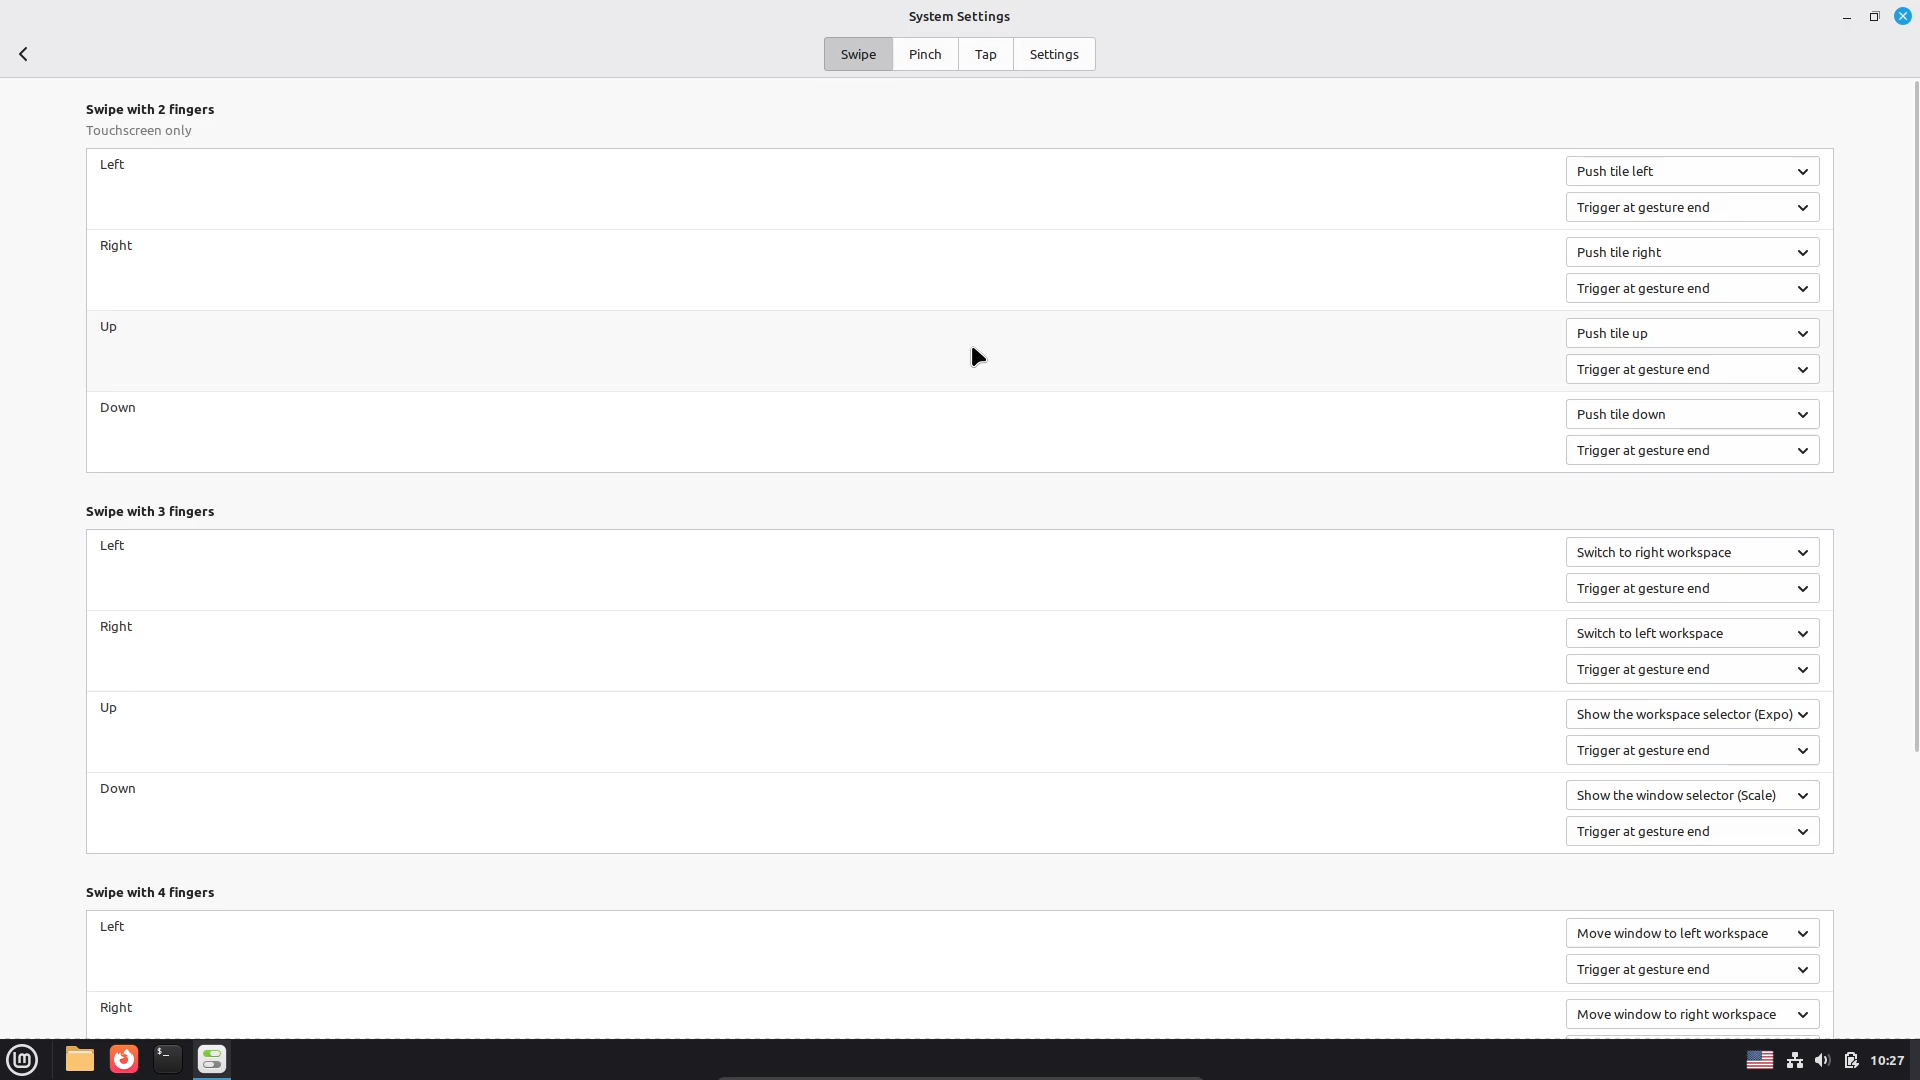 System Settings
Swipe
Pinch
Tap
Settings
Swipe with 2 fingers
Touchscreen only
Left
Push tile left
Trigger at gesture end
Right
Push tile right
Trigger at gesture end
Up
Push tile up
Trigger at gesture end
Down
Push tile down
Trigger at gesture end
Swipe with 3 fingers
Left
Switch to right workspace
Trigger at gesture end
Right
Switch to left workspace
Trigger at gesture end
Up
Show the workspace selector (Expo)
Trigger at gesture end
Down
Show the window selector (Scale)
Trigger at gesture end
Swipe with 4 fingers
Left
Move window to left workspace
Trigger at gesture end
Right
Move window to right workspace
10:27